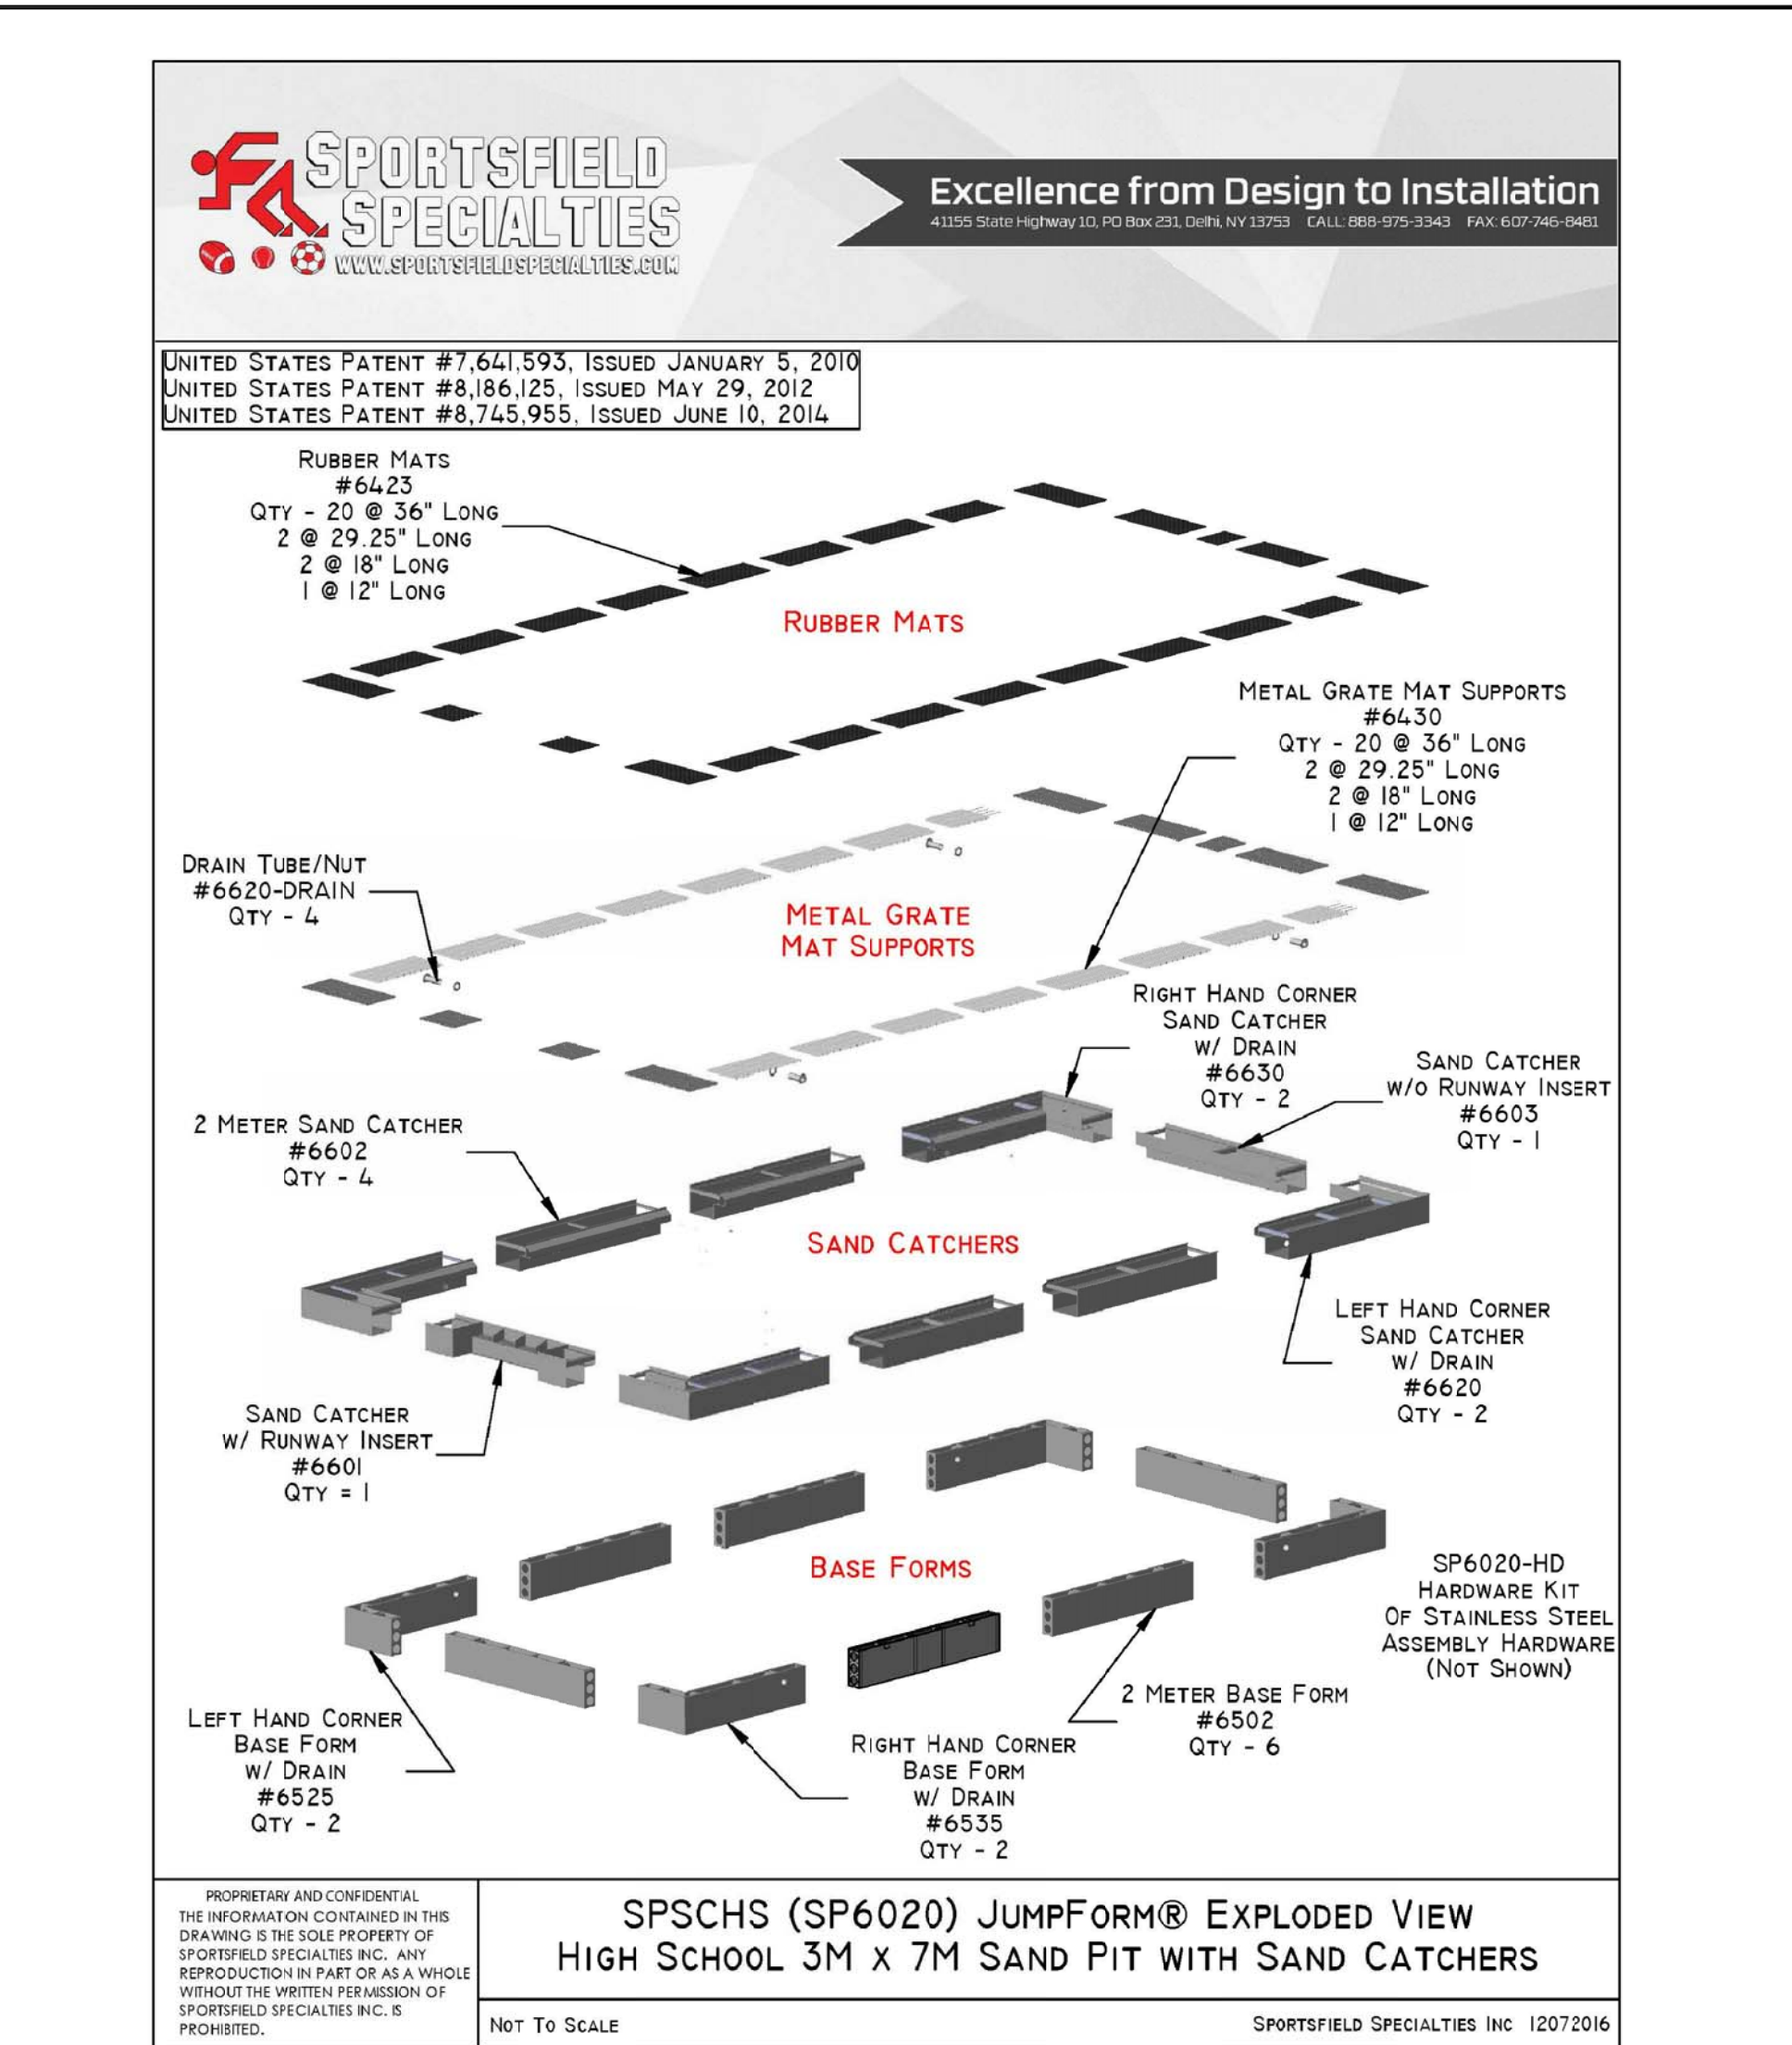 SPORTSFIELD
SPECIALTIES
WWW.SPORTSFIELDSPECIALTIES.COM
Excellence from Design to Installation
41155 State Highway 10, PO Box 231, Delhi, NY 13753 CALL: 888-975-3343 FAX: 607-746-8481
UNITED STATES PATENT #7,641,593, ISSUED JANUARY 5, 2010
UNITED STATES PATENT #8,186,125, ISSUED MAY 29, 2012
UNITED STATES PATENT #8,745,955, ISSUED JUNE 10, 2014
RUBBER MATS
#6423
QTY - 20 @ 36" LONG
2 @ 29.25" LONG
2 @ 18" LONG
1 @ 12" LONG
RUBBER MATS
METAL GRATE MAT SUPPORTS
#6430
QTY - 20 @ 36" LONG
2 @ 29.25" LONG
2 @ 18" LONG
1 @ 12" LONG
DRAIN TUBE/NUT
#6620-DRAIN
QTY - 4
METAL GRATE
MAT SUPPORTS
RIGHT HAND CORNER
SAND CATCHER
W/ DRAIN
#6630
QTY - 2
SAND CATCHER
W/O RUNWAY INSERT
#6603
QTY - 1
2 METER SAND CATCHER
#6602
QTY - 4
SAND CATCHERS
LEFT HAND CORNER
SAND CATCHER
W/ DRAIN
#6620
QTY - 2
SAND CATCHER
W/ RUNWAY INSERT
#6601
QTY = 1
BASE FORMS
SP6020-HD
HARDWARE KIT
OF STAINLESS STEEL
ASSEMBLY HARDWARE
(NOT SHOWN)
2 METER BASE FORM
#6502
QTY - 6
LEFT HAND CORNER
BASE FORM
W/ DRAIN
#6525
QTY - 2
RIGHT HAND CORNER
BASE FORM
W/ DRAIN
#6535
QTY - 2
PROPRIETARY AND CONFIDENTIAL
THE INFORMATON CONTAINED IN THIS
DRAWING IS THE SOLE PROPERTY OF
SPORTSFIELD SPECIALTIES INC. ANY
REPRODUCTION IN PART OR AS A WHOLE
WITHOUT THE WRITTEN PERMISSION OF
SPORTSFIELD SPECIALTIES INC. IS
PROHIBITED.
SPSCHS (SP6020) JUMPFORM® EXPLODED VIEW
HIGH SCHOOL 3M X 7M SAND PIT WITH SAND CATCHERS
NOT TO SCALE
SPORTSFIELD SPECIALTIES INC 12072016